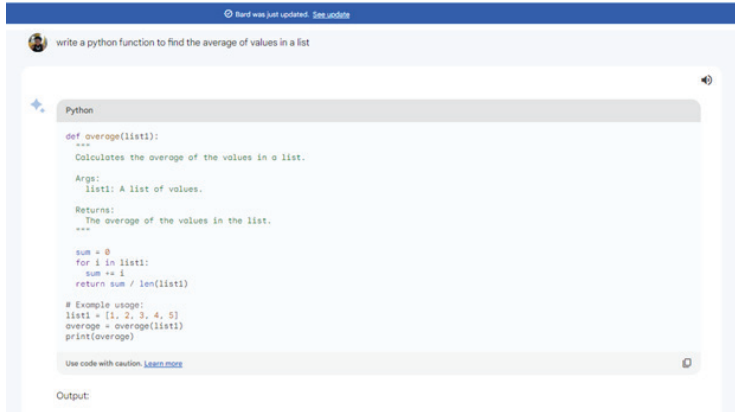 Bard was just updated. See update
write a python function to find the average of values in a list
Python
def average(list1):
"""
Calculates the average of the values in a list.
Args:
list1: A list of values.
Returns:
The average of the values in the list.
"""
sum = 0
for i in list1:
sum += i
return sum / len(list1)
# Example usage:
list1 = [1, 2, 3, 4, 5]
average = average(list1)
print(average)
Use code with caution. Learn more
Output: